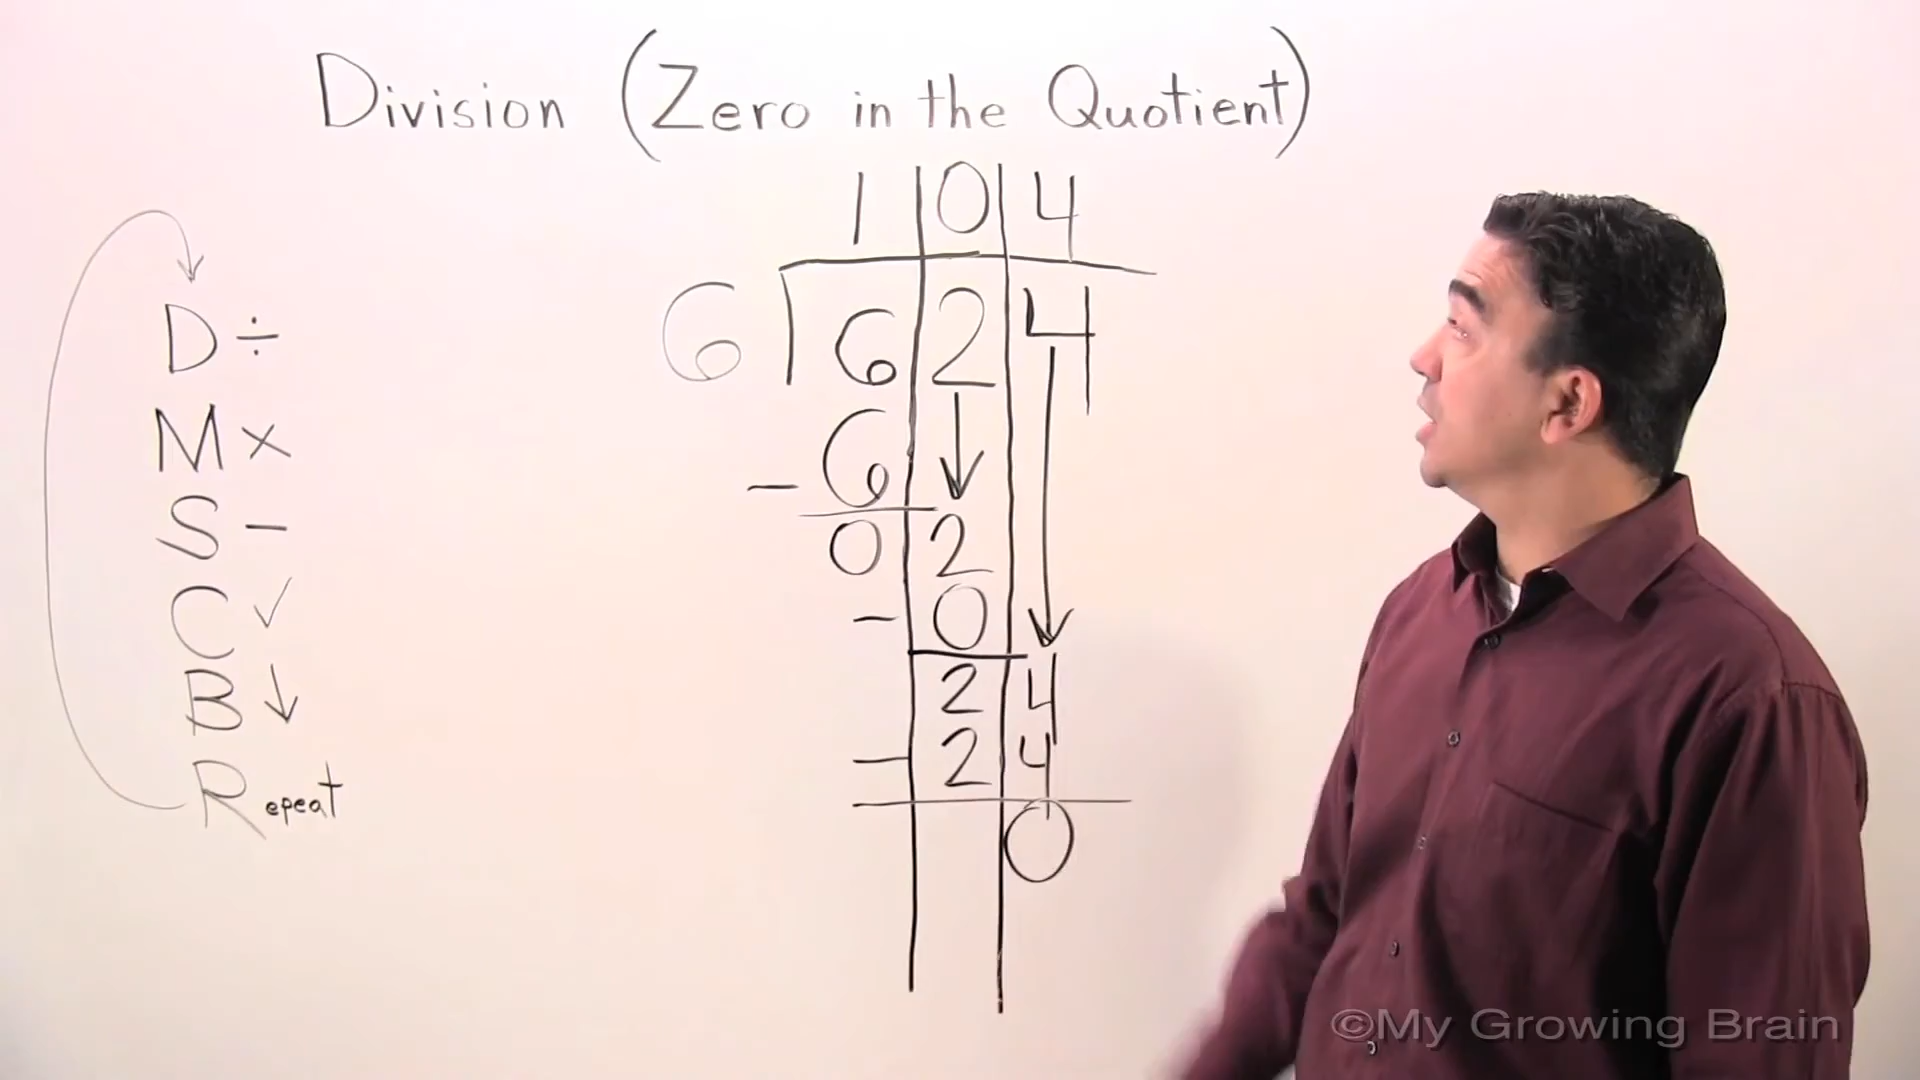 Division (Zero in the Quotient)
1 0 4
6 6 2 4
D ÷
6
M ×
-
S -
0 2
C ✓
- 0
B ↓
2 4
- 2 4
Repeat
0
©My Growing Brain